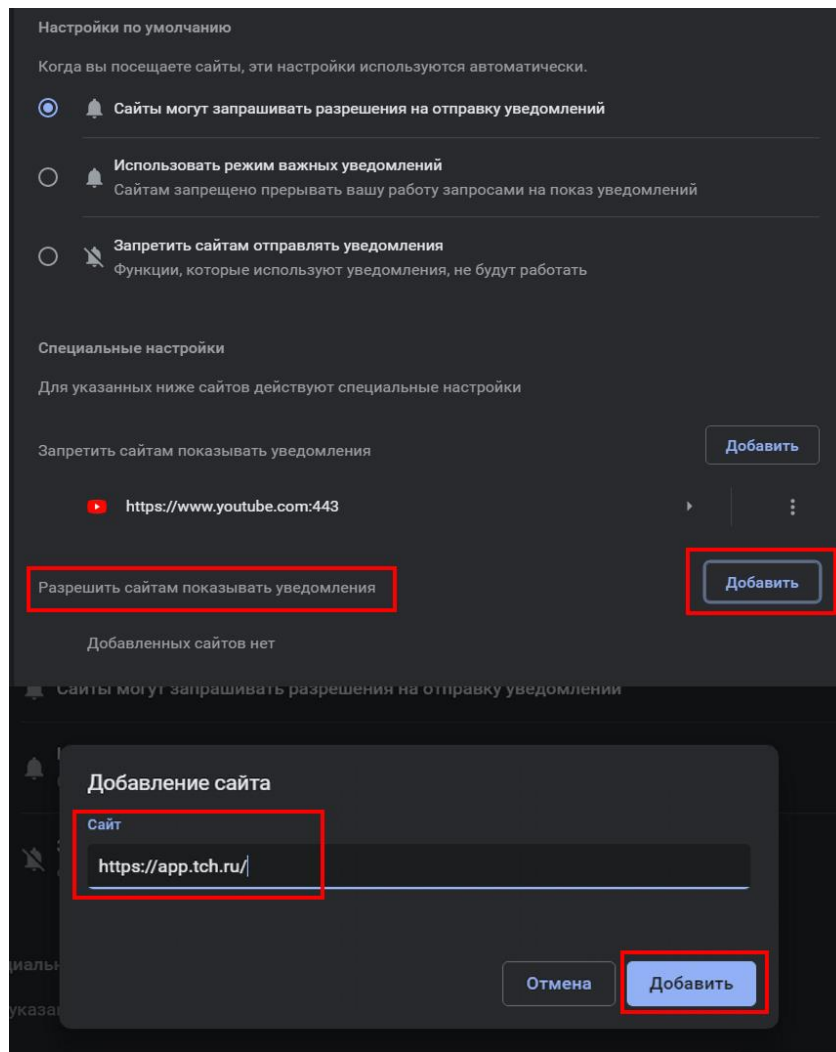 Настройки по умолчанию
Когда вы посещаете сайты, эти настройки используются автоматически.
Сайты могут запрашивать разрешения на отправку уведомлений
Использовать режим важных уведомлений
Сайтам запрещено прерывать вашу работу запросами на показ уведомлений
Запретить сайтам отправлять уведомления
Функции, которые используют уведомления, не будут работать
Специальные настройки
Для указанных ниже сайтов действуют специальные настройки
Запретить сайтам показывать уведомления
Добавить
https://www.youtube.com:443
Разрешить сайтам показывать уведомления
Добавить
Добавленных сайтов нет
Сайты могут запрашивать разрешения на отправку уведомлений
Добавление сайта
Сайт
https://app.tch.ru/
Отмена
Добавить